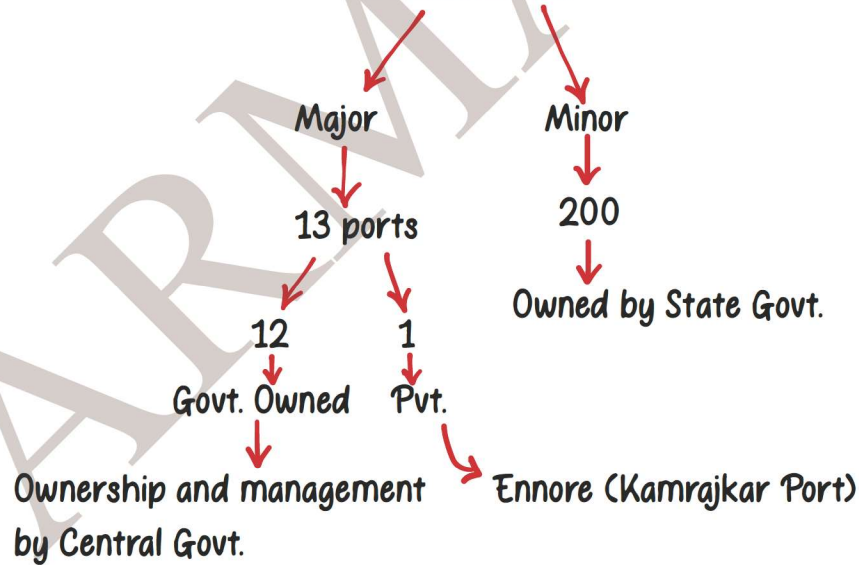 Major Minor
13 ports 200
Owned by State Govt.
12 1
Govt. Owned Pvt.
Ownership and management Ennore (Kamrajkar Port)
by Central Govt.
ARMA